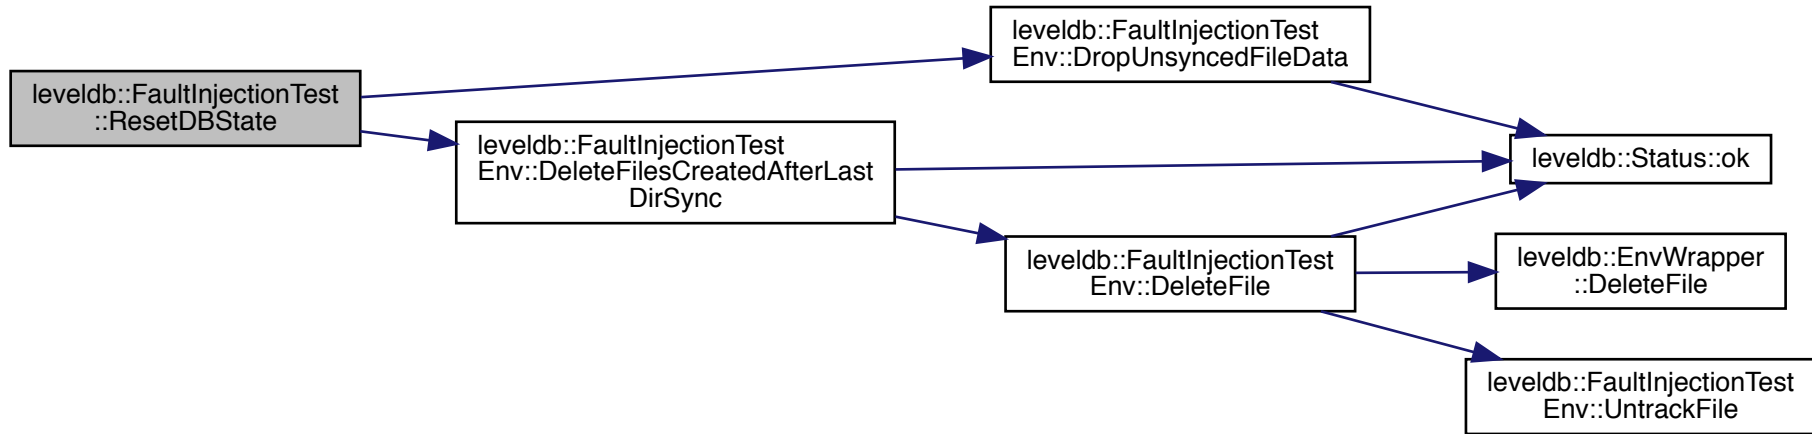 leveldb::FaultInjectionTest
::ResetDBState
leveldb::FaultInjectionTest
Env::DropUnsyncedFileData
leveldb::FaultInjectionTest
Env::DeleteFilesCreatedAfterLast
DirSync
leveldb::Status::ok
leveldb::FaultInjectionTest
Env::DeleteFile
leveldb::EnvWrapper
::DeleteFile
leveldb::FaultInjectionTest
Env::UntrackFile